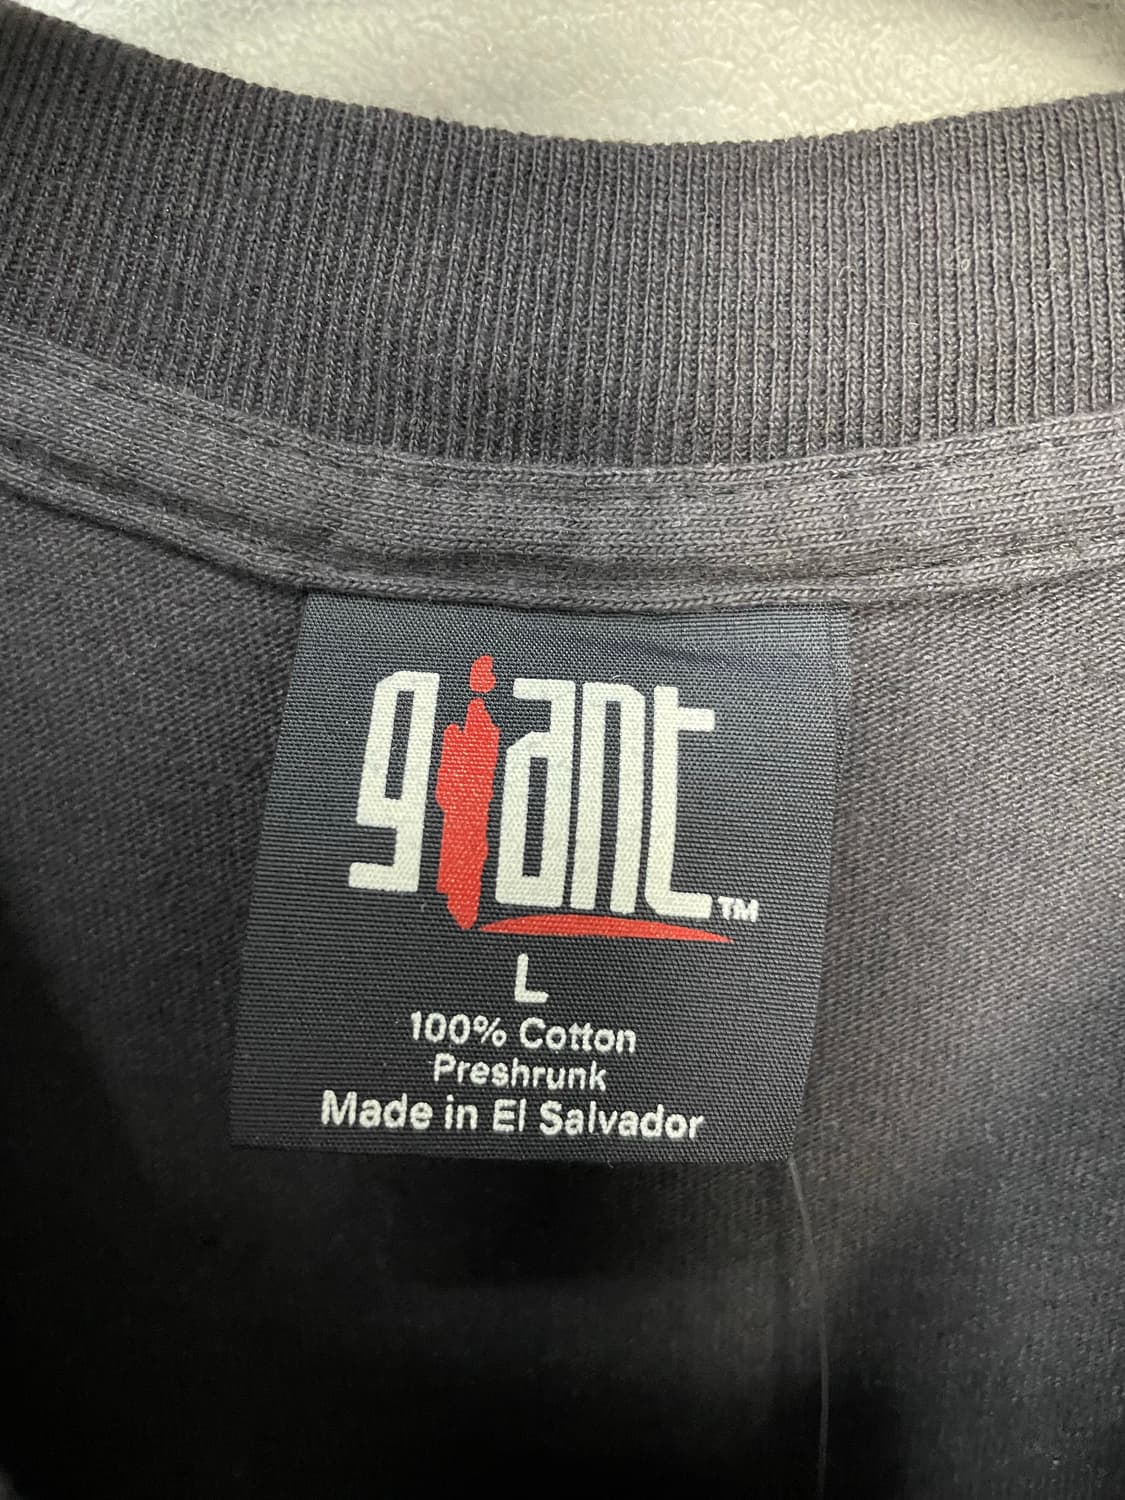 giant™
L
100% Cotton
Preshrunk
Made in El Salvador